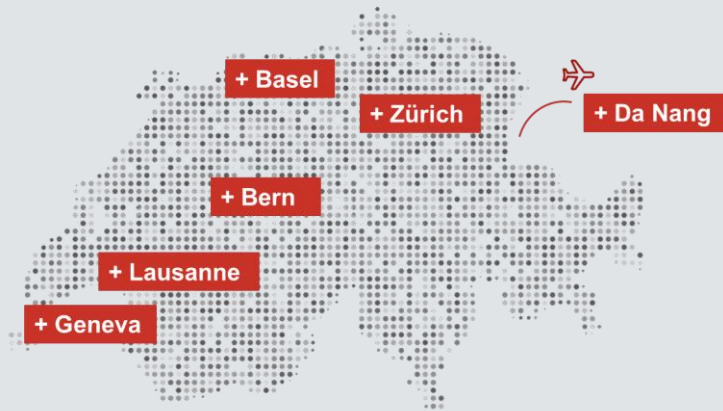 + Basel
+ Zürich
+ Da Nang
+ Bern
+ Lausanne
+ Geneva